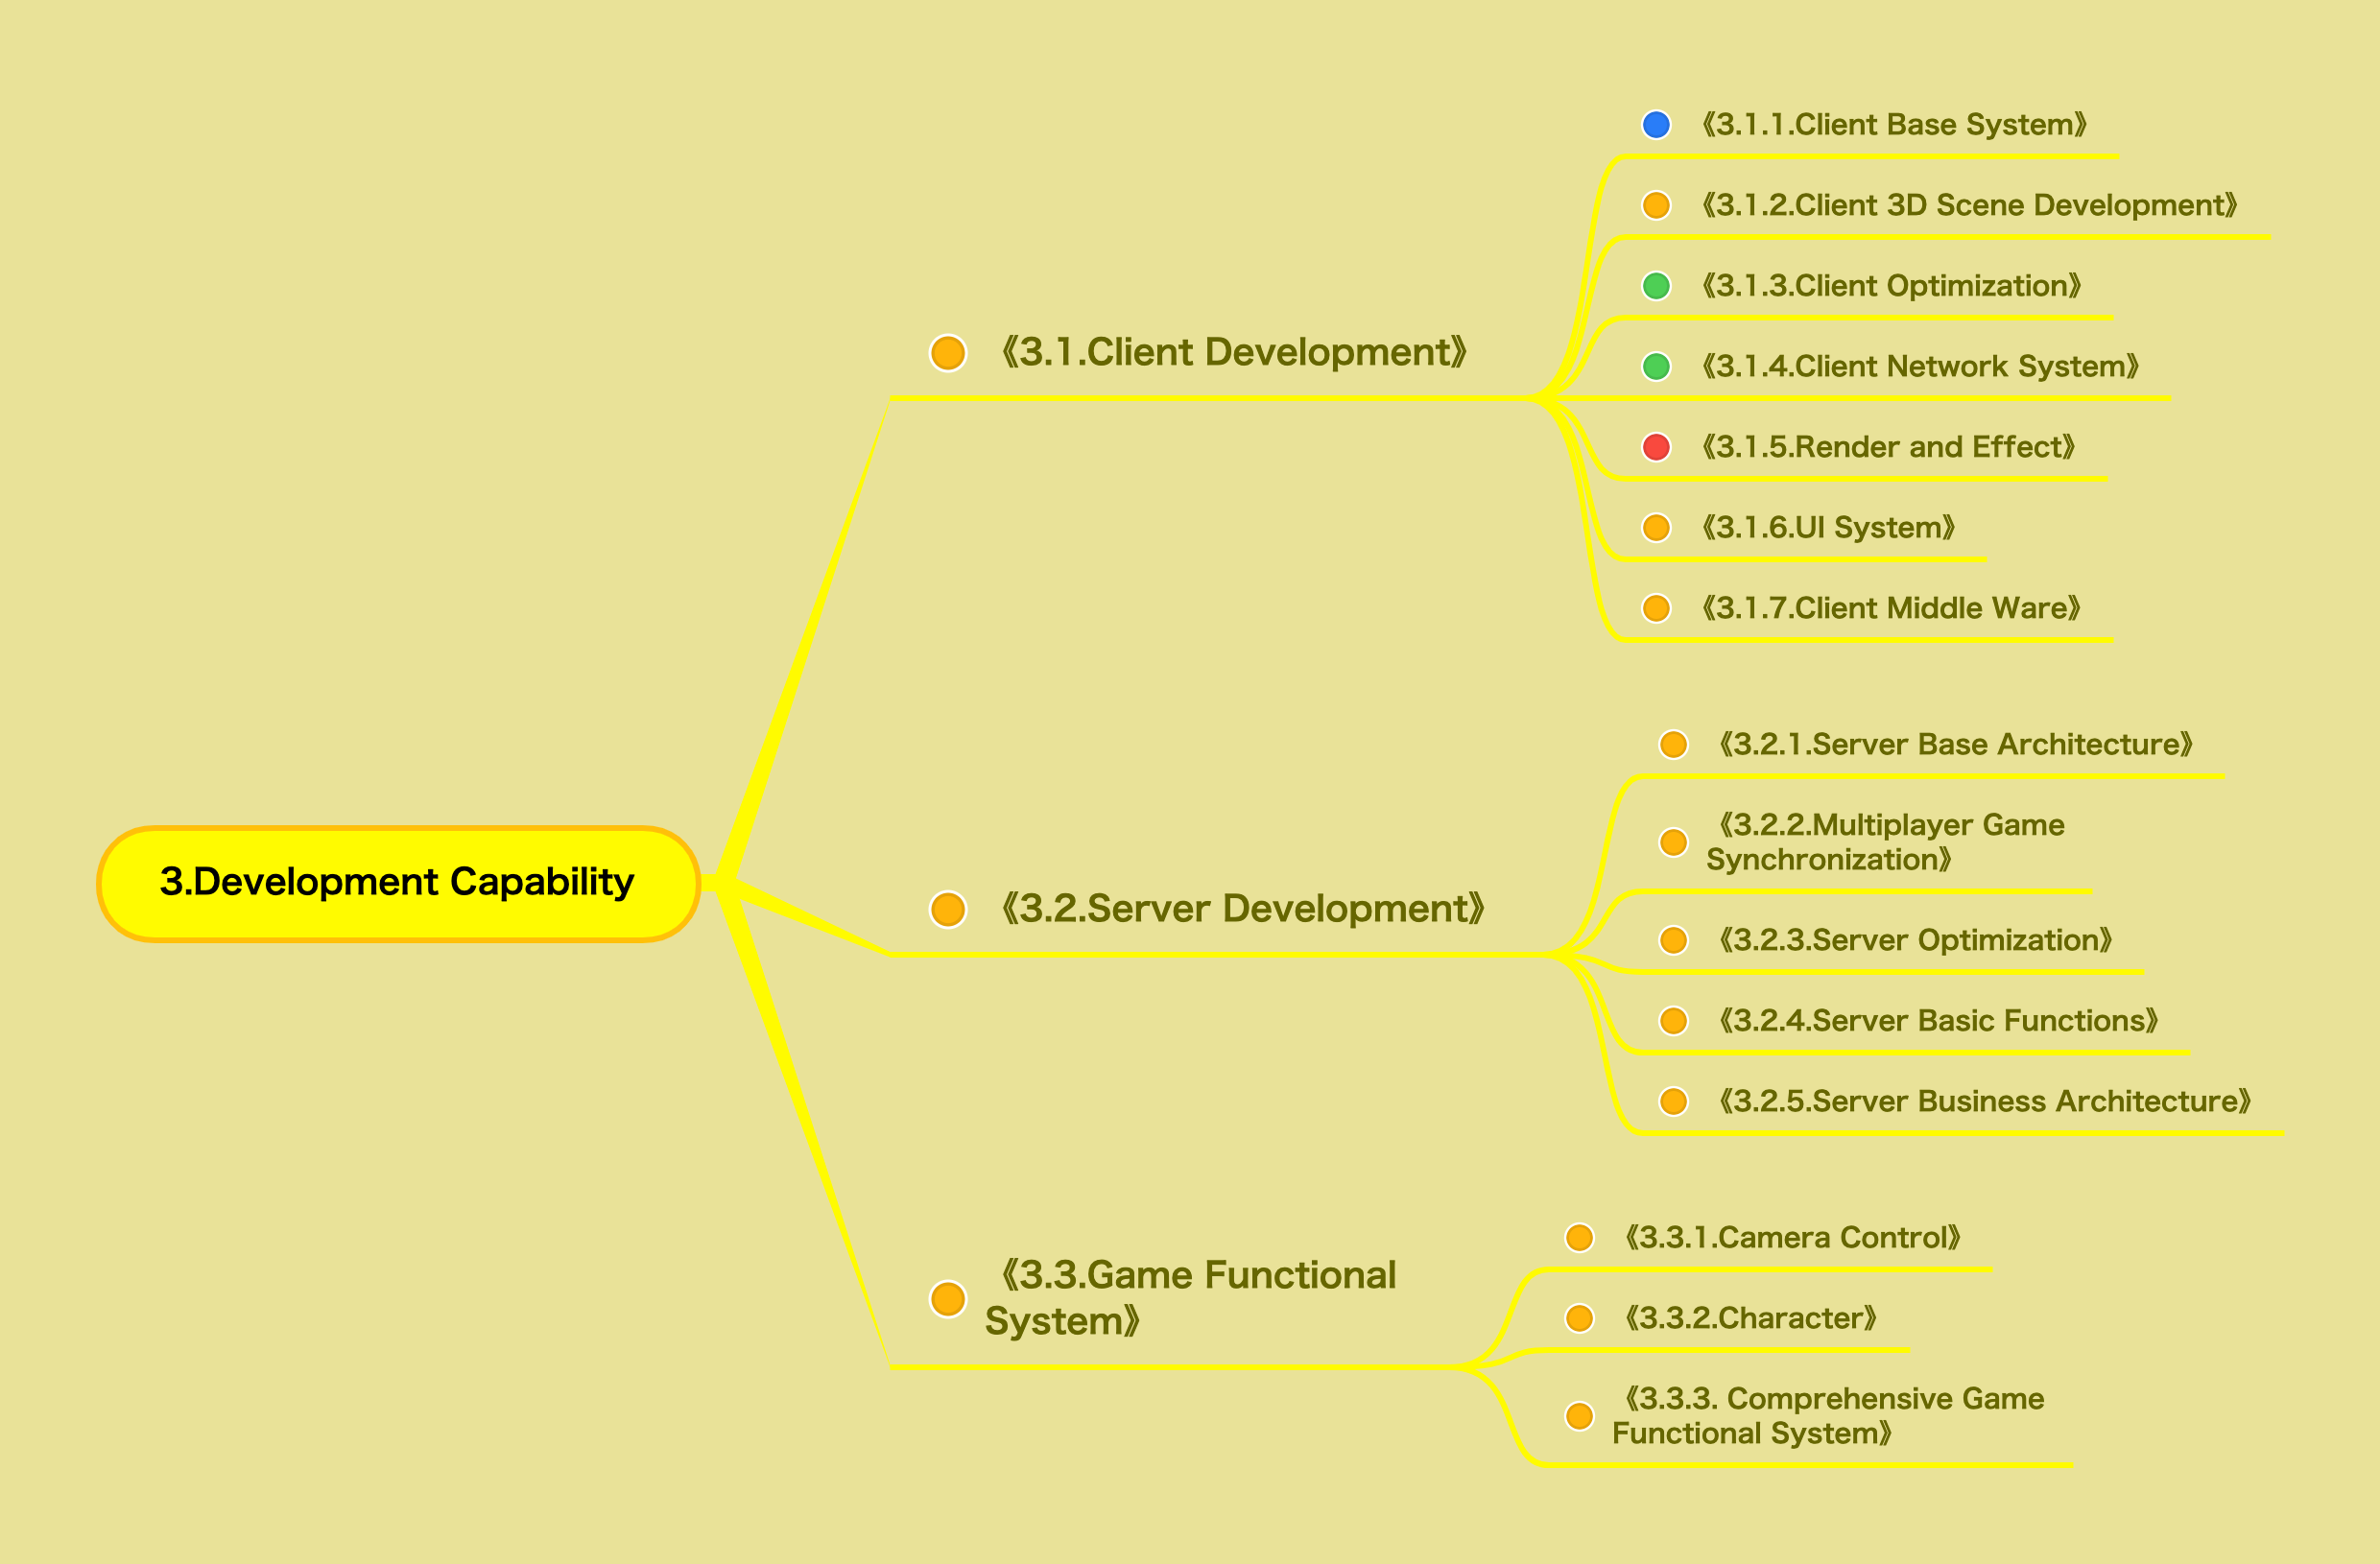 3.Development Capability
《3.1.Client Development》
《3.1.1.Client Base System》
《3.1.2.Client 3D Scene Development》
《3.1.3.Client Optimization》
《3.1.4.Client Network System》
《3.1.5.Render and Effect》
《3.1.6.UI System》
《3.1.7.Client Middle Ware》
《3.2.Server Development》
《3.2.1.Server Base Architecture》
《3.2.2.Multiplayer Game
Synchronization》
《3.2.3.Server Optimization》
《3.2.4.Server Basic Functions》
《3.2.5.Server Business Architecture》
《3.3.Game Functional
System》
《3.3.1.Camera Control》
《3.3.2.Character》
《3.3.3. Comprehensive Game
Functional System》